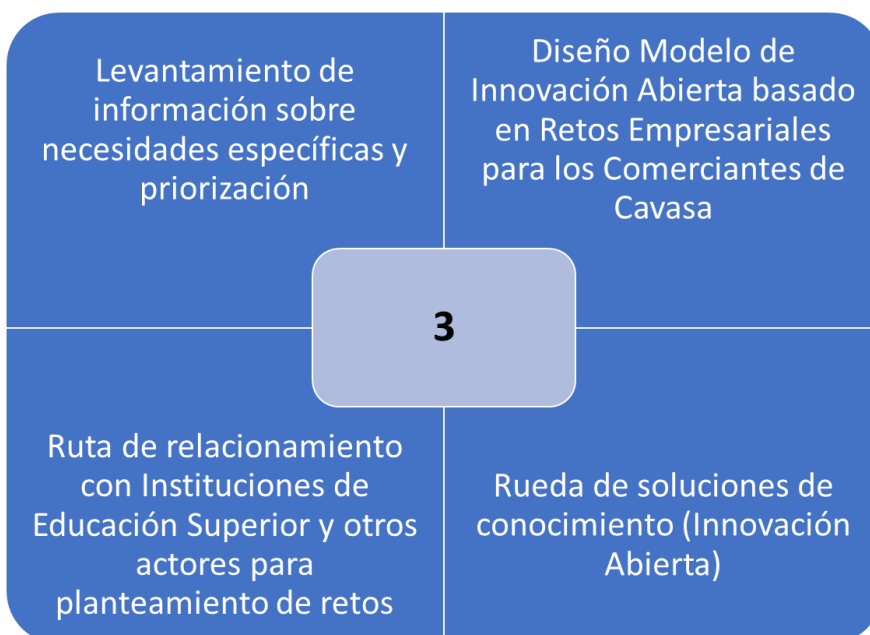 Levantamiento de
información sobre
necesidades específicas y
priorización
Diseño Modelo de
Innovación Abierta basado
en Retos Empresariales
para los Comerciantes de
Cavasa
3
Ruta de relacionamiento
con Instituciones de
Educación Superior y otros
actores para
planteamiento de retos
Rueda de soluciones de
conocimiento (Innovación
Abierta)